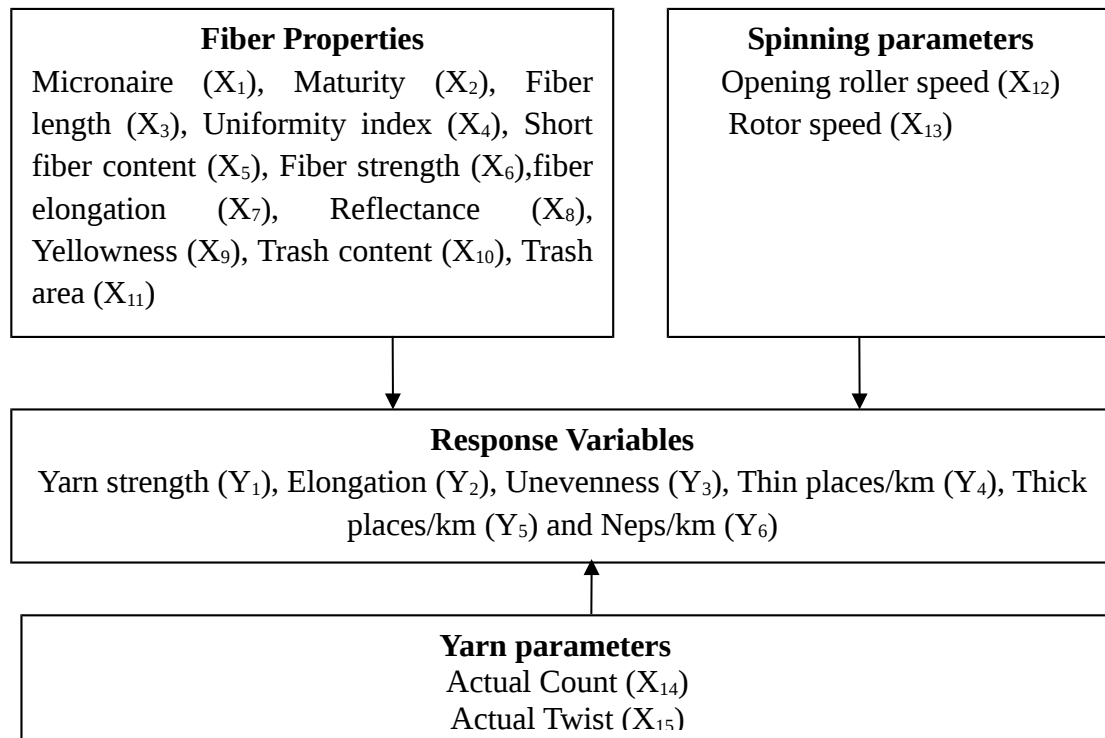 Fiber Properties
Micronaire (X₁), Maturity (X₂), Fiber
length (X₃), Uniformity index (X₄), Short
fiber content (X₅), Fiber strength (X₆),fiber
elongation (X₇), Reflectance (X₈),
Yellowness (X₉), Trash content (X₁₀), Trash
area (X₁₁)
Spinning parameters
Opening roller speed (X₁₂)
Rotor speed (X₁₃)
Response Variables
Yarn strength (Y₁), Elongation (Y₂), Unevenness (Y₃), Thin places/km (Y₄), Thick
places/km (Y₅) and Neps/km (Y₆)
Yarn parameters
Actual Count (X₁₄)
Actual Twist (X₁₅)